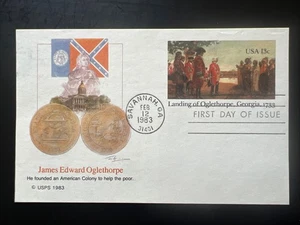 USA 13c
Landing of Oglethorpe, Georgia, 1733
SAVANNAH, GA
FEB
12
1983
31401
FIRST DAY OF ISSUE
James Edward Oglethorpe
He founded an American Colony to help the poor...
© USPS 1983